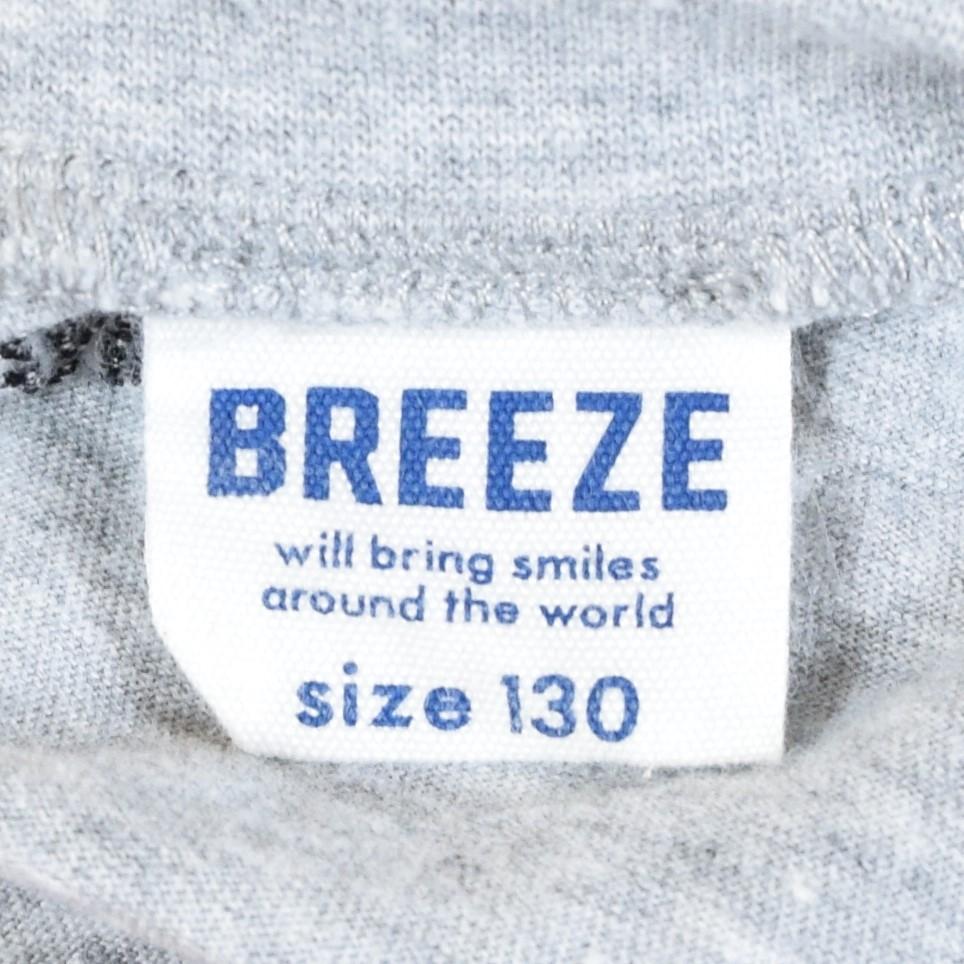 BREEZE
will bring smiles
around the world
size 130